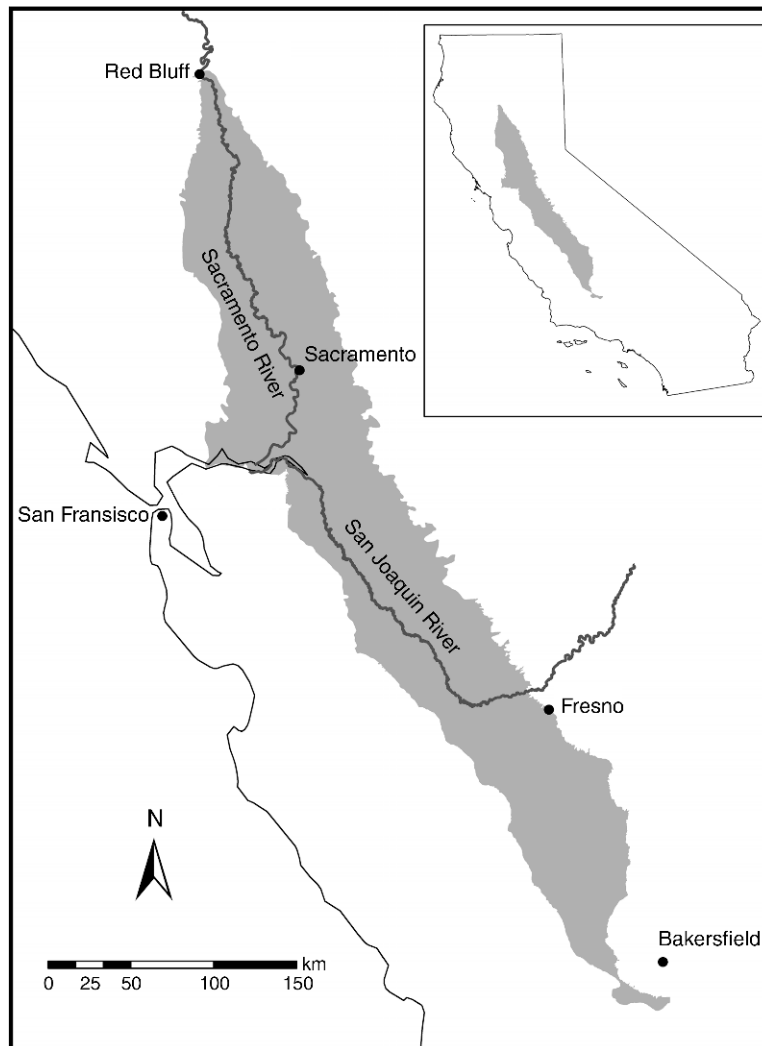 Red Bluff
Sacramento River
Sacramento
San Fransisco
San Joaquin River
Fresno
N
Bakersfield
km
0 25 50 100 150